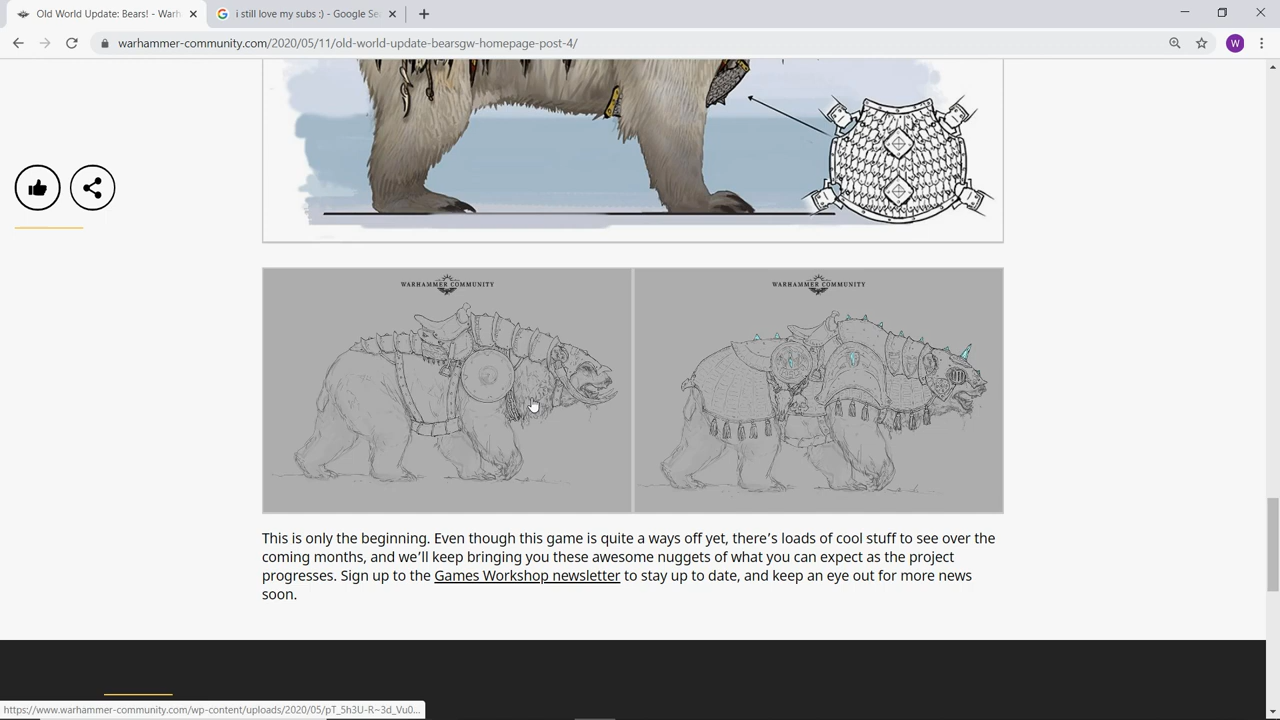 Old World Update: Bears! - Warh
i still love my subs :) - Google Se
warhammer-community.com/2020/05/11/old-world-update-bearsgw-homepage-post-4/
W
WARHAMMER COMMUNITY
WARHAMMER COMMUNITY
This is only the beginning. Even though this game is quite a ways off yet, there’s loads of cool stuff to see over the
coming months, and we’ll keep bringing you these awesome nuggets of what you can expect as the project
progresses. Sign up to the Games Workshop newsletter to stay up to date, and keep an eye out for more news
soon.
https://www.warhammer-community.com/wp-content/uploads/2020/05/pT_5h3U-R~3d_Vu0...